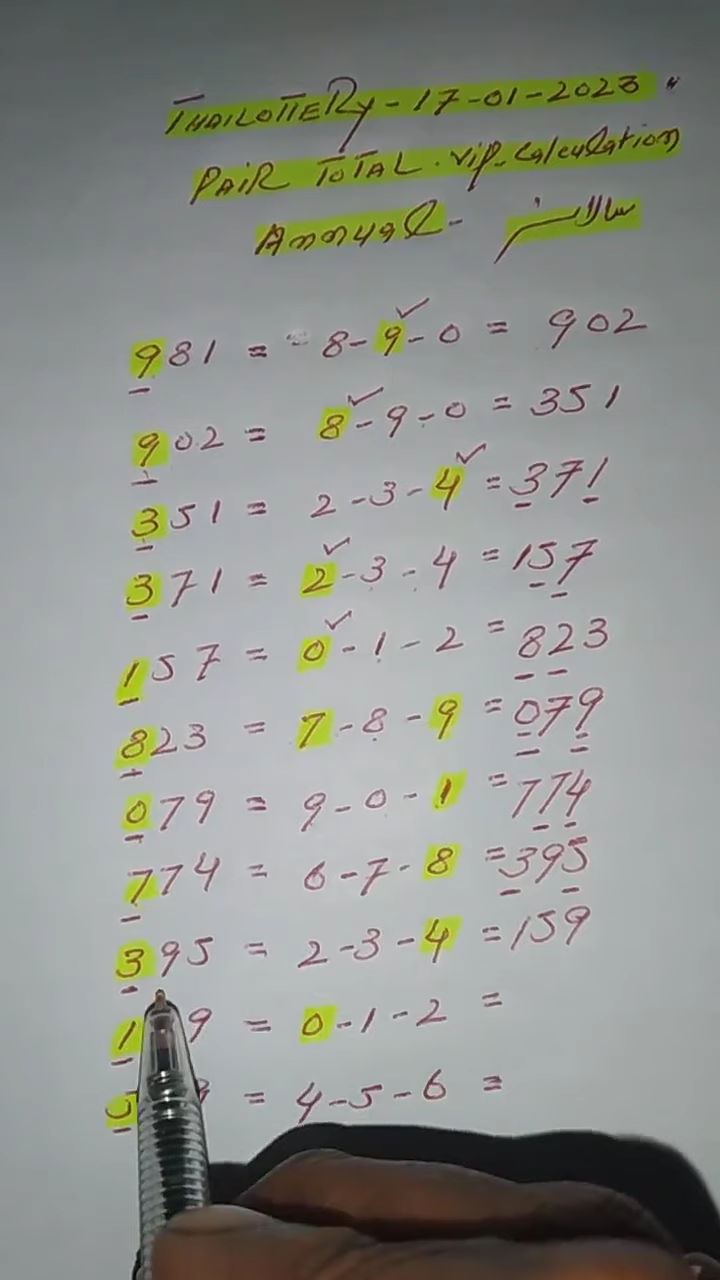 THAILOTTERY - 17-01-2023 "
PAIR TOTAL. vip. calculation
Annual - سالانہ
981 = 8-9-0 = 902
902 = 8-9-0 = 351
351 = 2-3-4 = 371
371 = 2-3-4 = 157
157 = 0-1-2 = 823
823 = 7-8-9 = 079
079 = 9-0-1 = 774
774 = 6-7-8 = 395
395 = 2-3-4 = 159
1 9 = 0-1-2 =
= 4-5-6 =